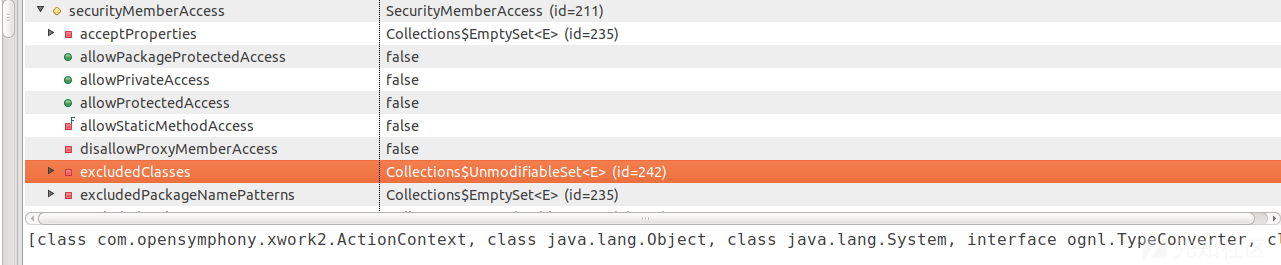 securityMemberAccess SecurityMemberAccess (id=211)
acceptProperties Collections$EmptySet<E> (id=235)
allowPackageProtectedAccess false
allowPrivateAccess false
allowProtectedAccess false
allowStaticMethodAccess false
disallowProxyMemberAccess false
excludedClasses Collections$UnmodifiableSet<E> (id=242)
excludedPackageNamePatterns Collections$EmptySet<E> (id=235)
[class com.opensymphony.xwork2.ActionContext, class java.lang.Object, class java.lang.System, interface ognl.TypeConverter, cl